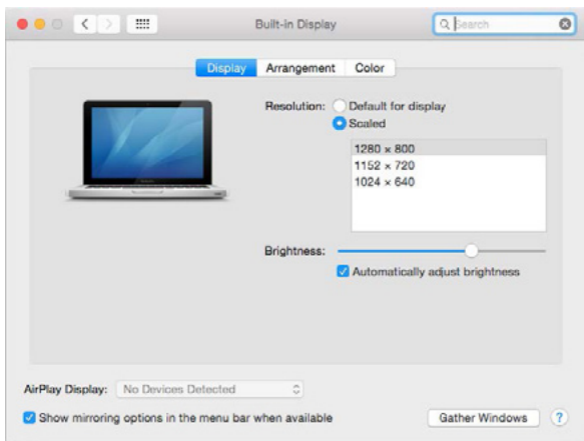 Built-in Display
Search
Display Arrangement Color
Resolution: Default for display
Scaled
1280 × 800
1152 × 720
1024 × 640
Brightness:
Automatically adjust brightness
AirPlay Display: No Devices Detected
Show mirroring options in the menu bar when available
Gather Windows ?